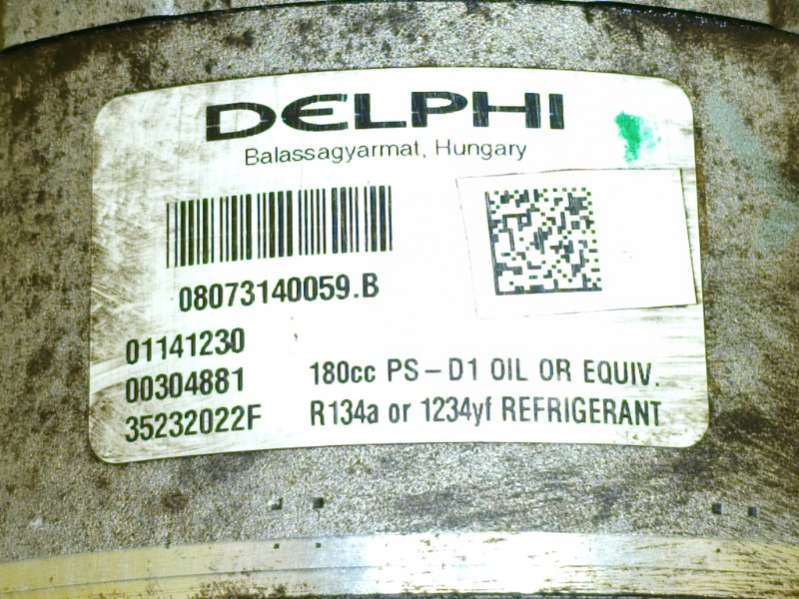 DELPHI
Balassagyarmat, Hungary
08073140059.B
01141230
00304881 180cc PS-D1 OIL OR EQUIV.
35232022F R134a or 1234yf REFRIGERANT